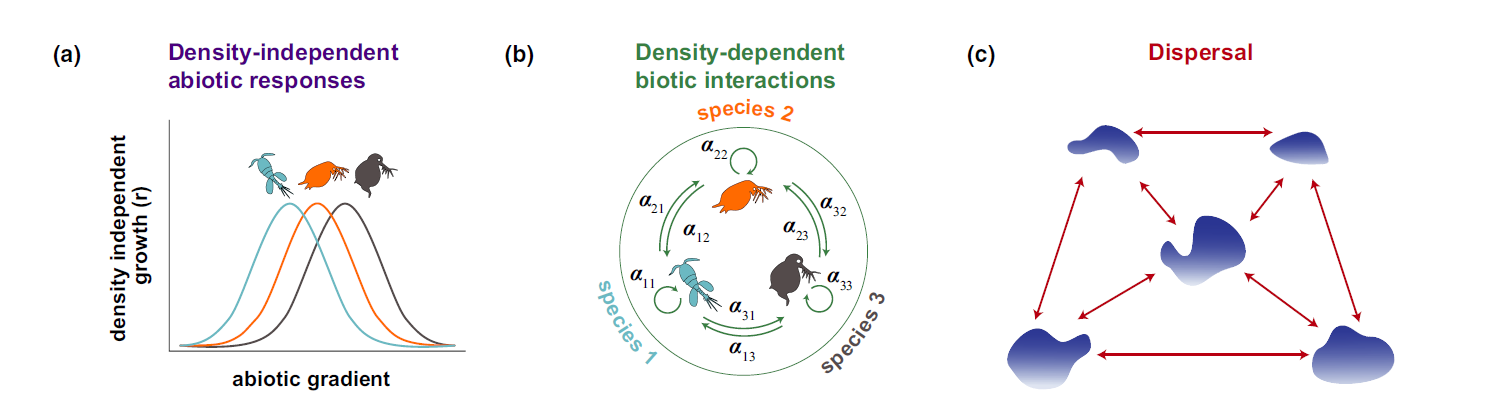 (a)
Density-independent
abiotic responses
density independent
growth (r)
abiotic gradient
(b)
Density-dependent
biotic interactions
species 2
α22
α21
α32
α12
α23
α11
α33
α31
α13
species 1
species 3
(c)
Dispersal